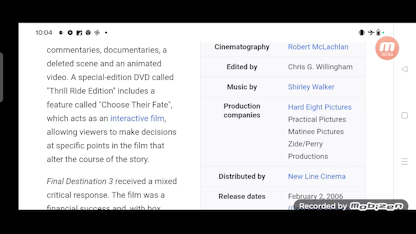 10:04
commentaries, documentaries, a
deleted scene and an animated
video. A special-edition DVD called
"Thrill Ride Edition" includes a
feature called "Choose Their Fate",
which acts as an interactive film,
allowing viewers to make decisions
at specific points in the film that
alter the course of the story.
Final Destination 3 received a mixed
critical response. The film was a
financial success and, with box
Cinematography Robert McLachlan
Edited by Chris G. Willingham
Music by Shirley Walker
Production companies Hard Eight Pictures
Practical Pictures
Matinee Pictures
Zide/Perry
Productions
Distributed by New Line Cinema
Release dates February 2, 2006
Recorded by Mobizen